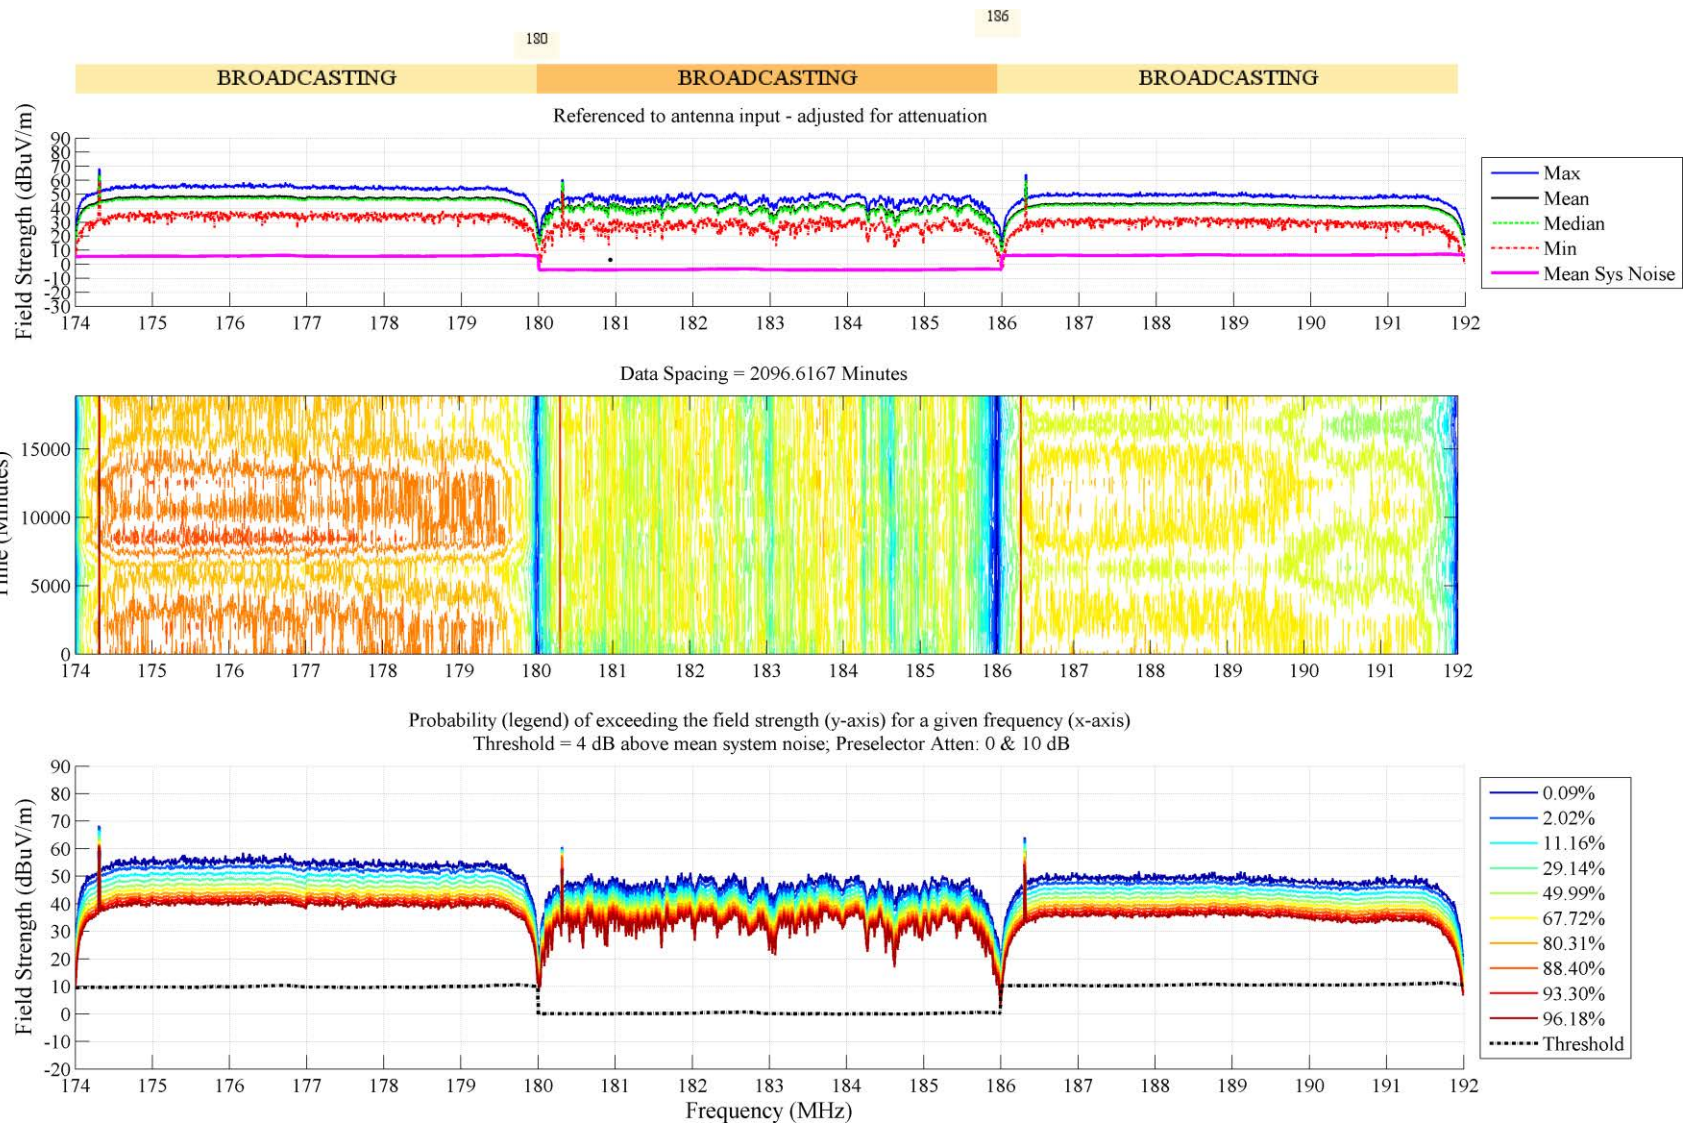 186
180
BROADCASTING BROADCASTING BROADCASTING
Referenced to antenna input - adjusted for attenuation
Field Strength (dBuV/m)
90
80
70
60
50
40
30
20
10
0
-10
-20
-30
174 175 176 177 178 179 180 181 182 183 184 185 186 187 188 189 190 191 192
Max
Mean
Median
Min
Mean Sys Noise
Data Spacing = 2096.6167 Minutes
Time (Minutes)
15000
10000
5000
0
174 175 176 177 178 179 180 181 182 183 184 185 186 187 188 189 190 191 192
Probability (legend) of exceeding the field strength (y-axis) for a given frequency (x-axis)
Threshold = 4 dB above mean system noise; Preselector Atten: 0 & 10 dB
Field Strength (dBuV/m)
90
80
70
60
50
40
30
20
10
0
-10
-20
174 175 176 177 178 179 180 181 182 183 184 185 186 187 188 189 190 191 192
Frequency (MHz)
0.09%
2.02%
11.16%
29.14%
49.99%
67.72%
80.31%
88.40%
93.30%
96.18%
Threshold